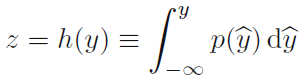 z = h(y) ≡ ∫_{-∞}^{y} p(ŷ) dŷ